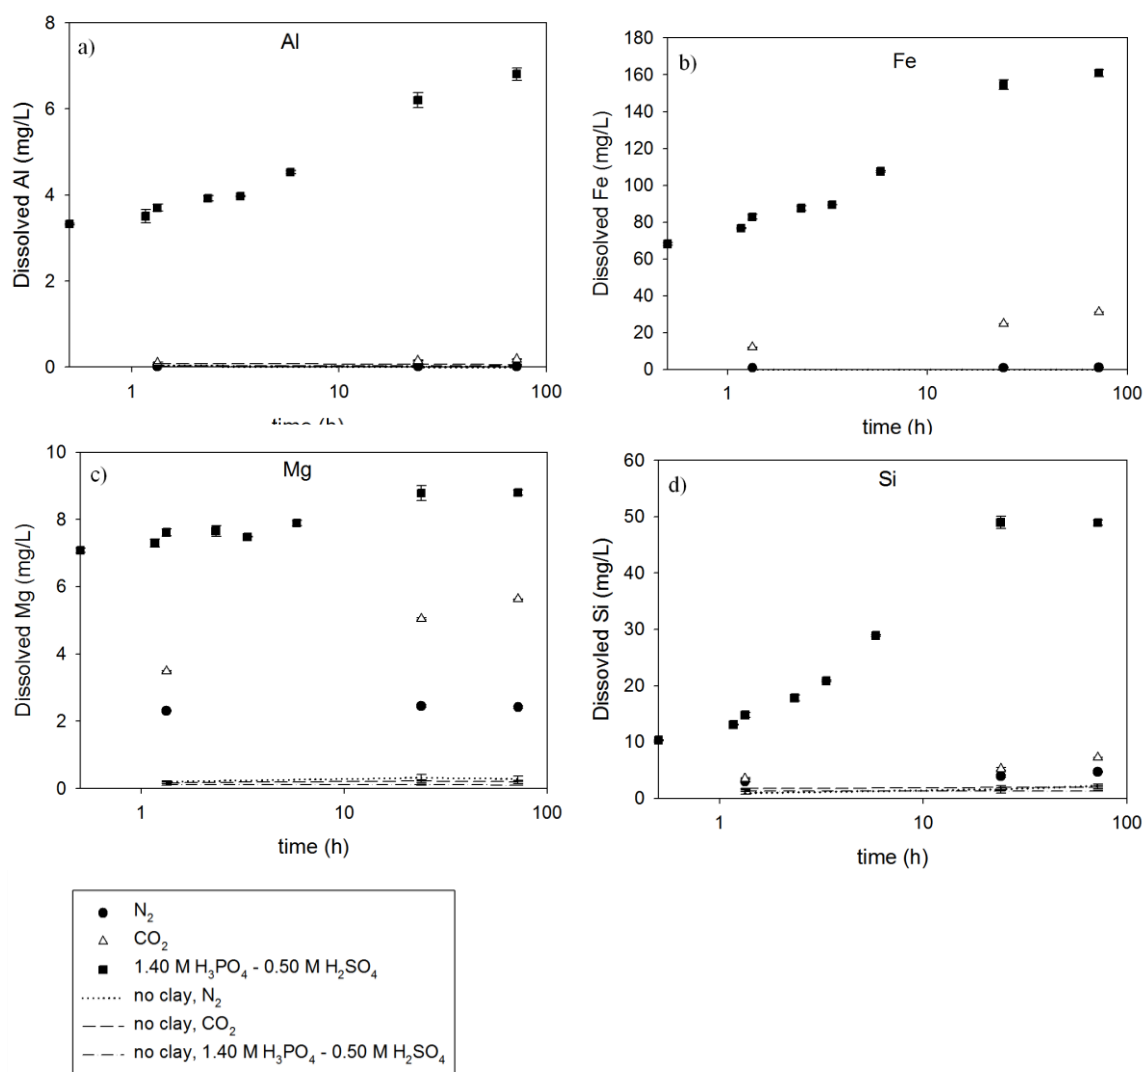 a)
Al
8
6
4
2
0
Dissolved Al (mg/L)
1
10
100
time (h)
b)
Fe
180
160
140
120
100
80
60
40
20
0
Dissolved Fe (mg/L)
1
10
100
time (h)
c)
Mg
10
8
6
4
2
0
Dissolved Mg (mg/L)
1
10
100
time (h)
d)
Si
60
50
40
30
20
10
0
Dissovled Si (mg/L)
1
10
100
time (h)
N₂
CO₂
1.40 M H₃PO₄ - 0.50 M H₂SO₄
no clay, N₂
no clay, CO₂
no clay, 1.40 M H₃PO₄ - 0.50 M H₂SO₄